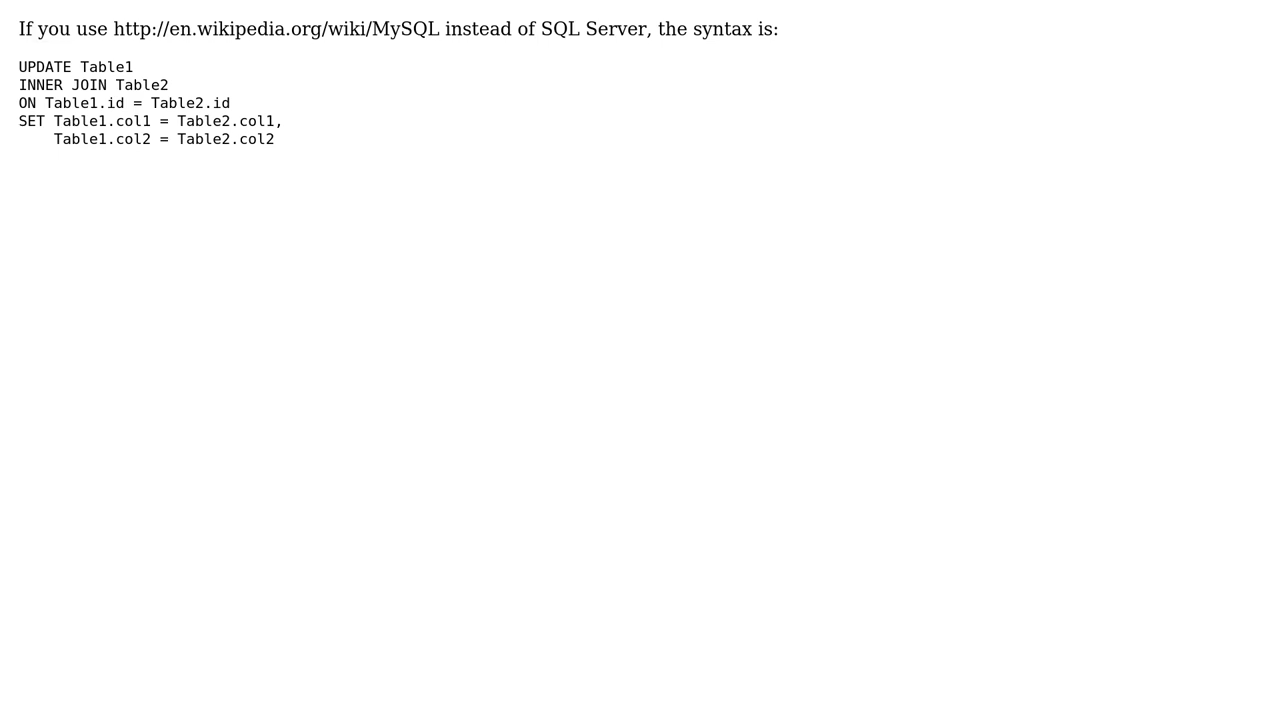 If you use http://en.wikipedia.org/wiki/MySQL instead of SQL Server, the syntax is:
UPDATE Table1
INNER JOIN Table2
ON Table1.id = Table2.id
SET Table1.col1 = Table2.col1,
    Table1.col2 = Table2.col2